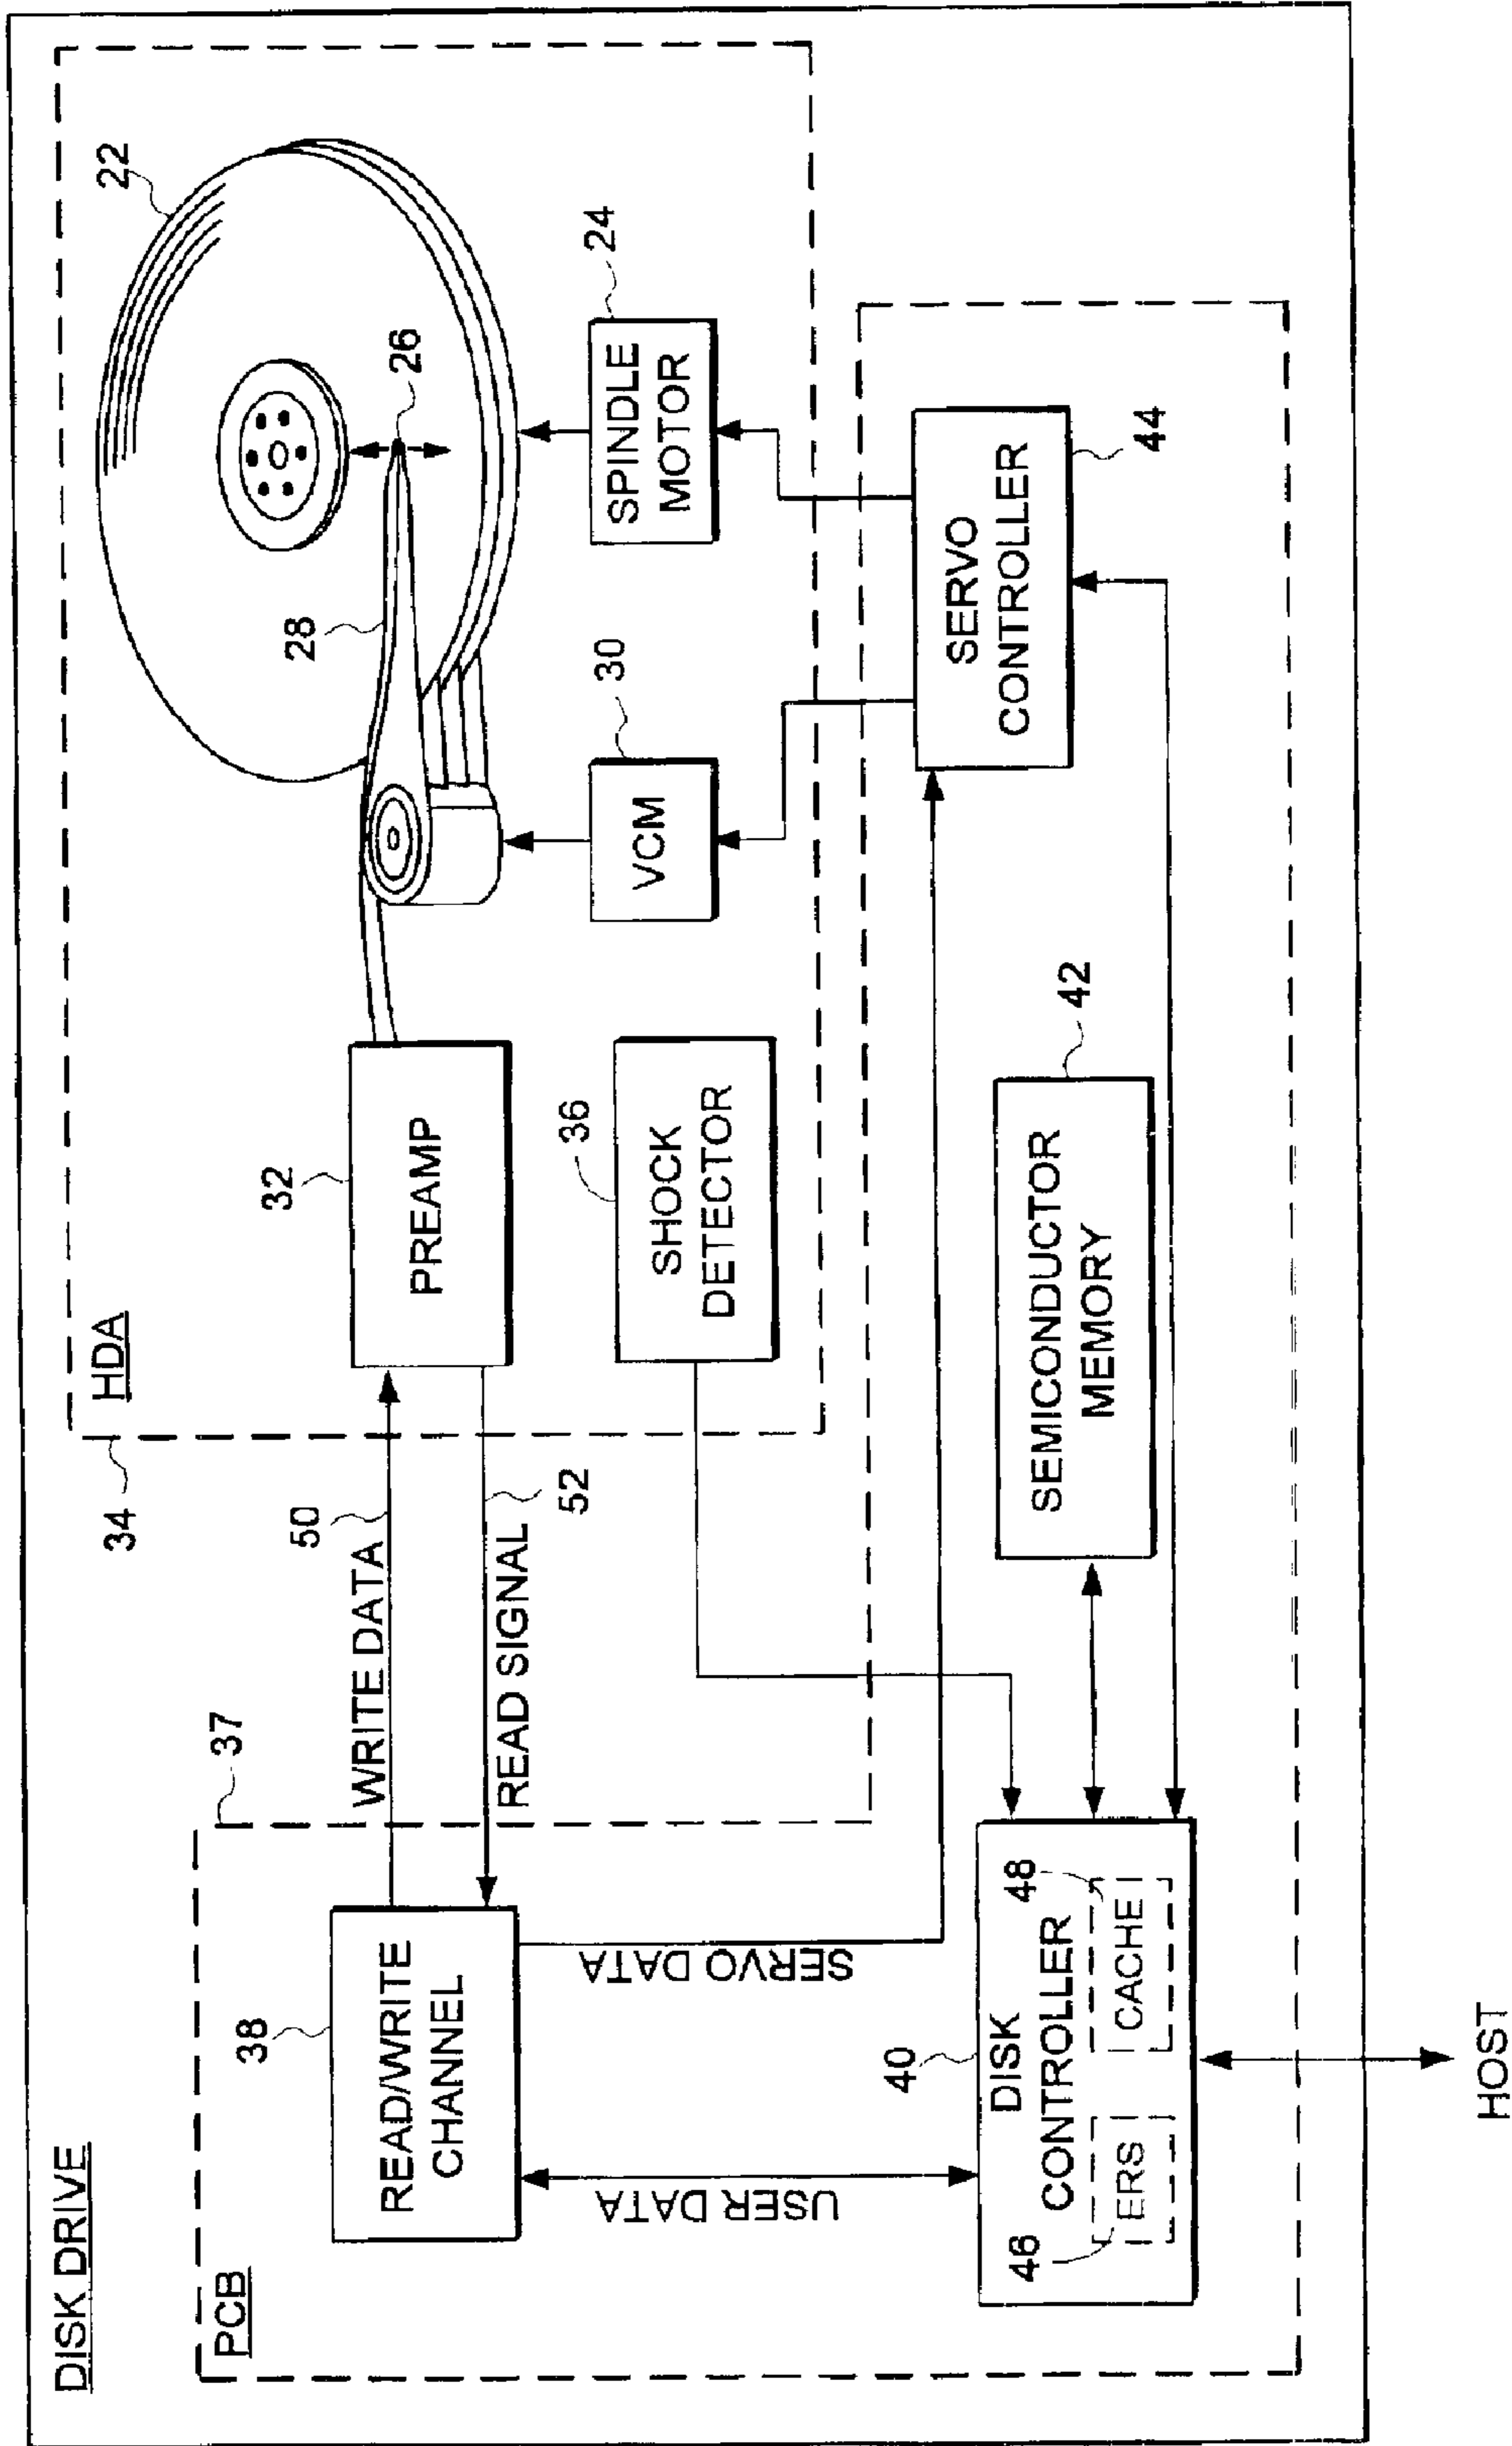 DISK DRIVE
34
HDA
22
32
PREAMP
28
26
50
WRITE DATA
READ SIGNAL
52
36
SHOCK
DETECTOR
30
VCM
24
SPINDLE
MOTOR
PCB
37
38
READ/WRITE
CHANNEL
USER DATA
SERVO DATA
40
DISK
CONTROLLER
46
ERS
48
CACHE
42
SEMICONDUCTOR
MEMORY
SERVO
CONTROLLER
44
HOST